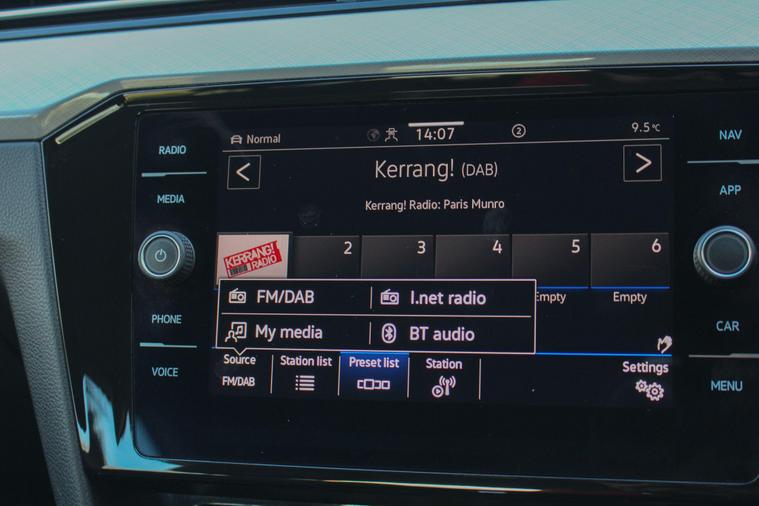 RADIO
MEDIA
PHONE
VOICE
Normal
14:07
2
9.5°C
<
Kerrang! (DAB)
>
Kerrang! Radio: Paris Munro
KERRANG!
RADIO
2
3
4
5
6
Empty
Empty
FM/DAB
I.net radio
My media
BT audio
Source
FM/DAB
Station list
Preset list
Station
Settings
NAV
APP
CAR
MENU